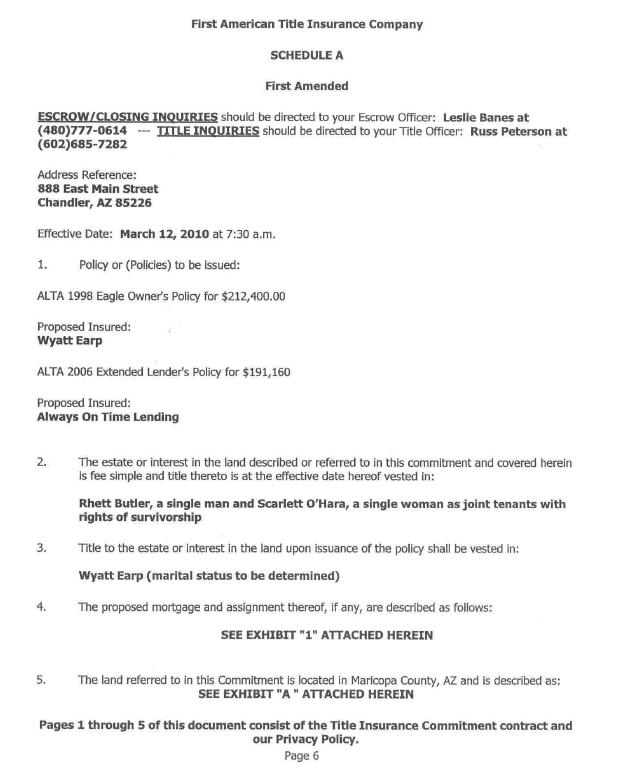 First American Title Insurance Company
SCHEDULE A
First Amended
ESCROW/CLOSING INQUIRIES should be directed to your Escrow Officer: Leslie Banes at
(480)777-0614 --- TITLE INQUIRIES should be directed to your Title Officer: Russ Peterson at
(602)685-7282
Address Reference:
888 East Main Street
Chandler, AZ 85226
Effective Date: March 12, 2010 at 7:30 a.m.
1. Policy or (Policies) to be issued:
ALTA 1998 Eagle Owner's Policy for $212,400.00
Proposed Insured:
Wyatt Earp
ALTA 2006 Extended Lender's Policy for $191,160
Proposed Insured:
Always On Time Lending
2. The estate or interest in the land described or referred to in this commitment and covered herein
is fee simple and title thereto is at the effective date hereof vested in:
Rhett Butler, a single man and Scarlett O'Hara, a single woman as joint tenants with
rights of survivorship
3. Title to the estate or interest in the land upon issuance of the policy shall be vested in:
Wyatt Earp (marital status to be determined)
4. The proposed mortgage and assignment thereof, if any, are described as follows:
SEE EXHIBIT "1" ATTACHED HEREIN
5. The land referred to in this Commitment is located in Maricopa County, AZ and is described as:
SEE EXHIBIT "A " ATTACHED HEREIN
Pages 1 through 5 of this document consist of the Title Insurance Commitment contract and
our Privacy Policy.
Page 6